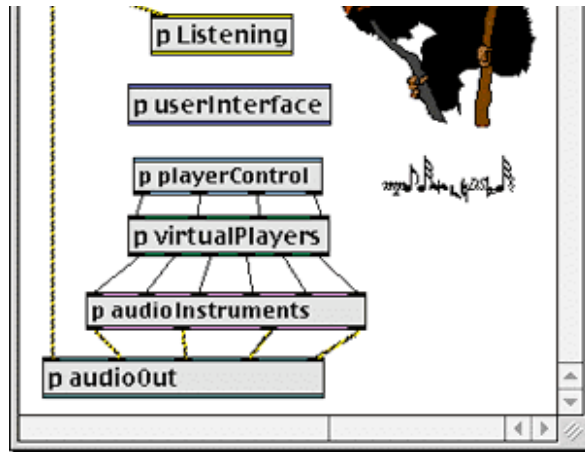 p Listening
p userInterface
p playerControl
p virtualPlayers
p audioInstruments
p audioOut